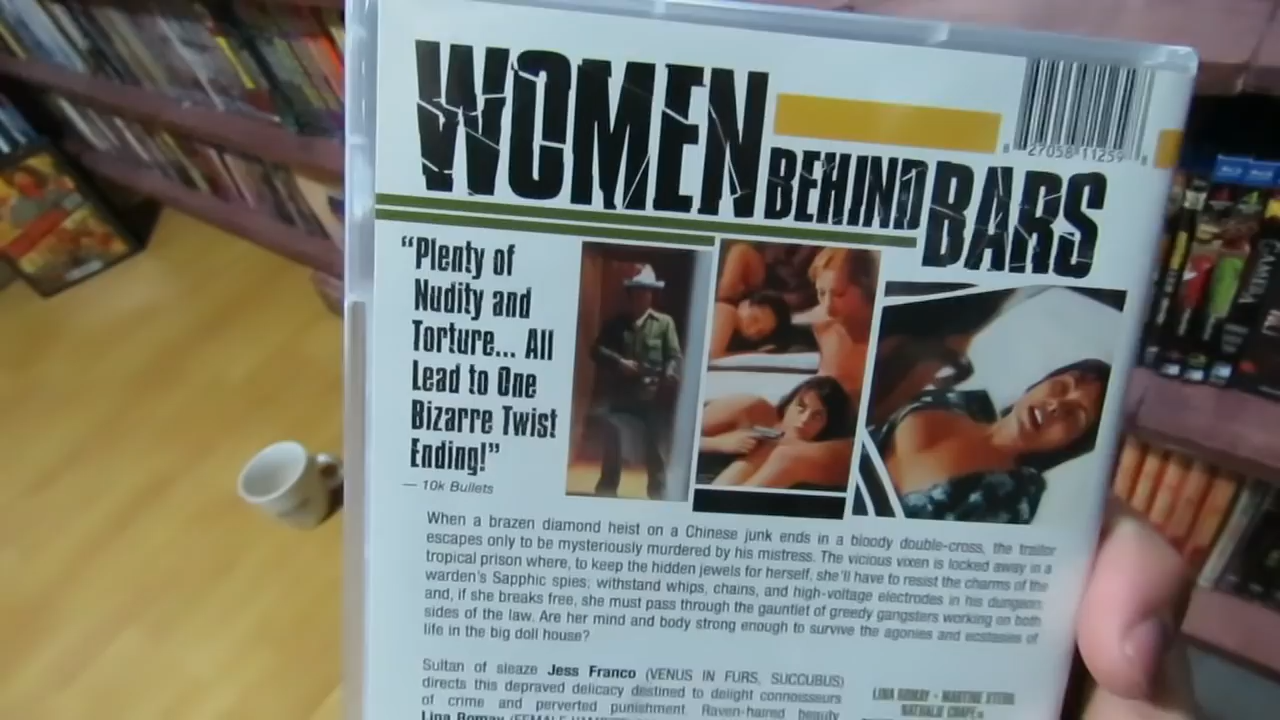 WOMEN BEHIND BARS
8 27058 11259 8
“Plenty of
Nudity and
Torture... All
Lead to One
Bizarre Twist
Ending!”
— 10k Bullets
When a brazen diamond heist on a Chinese junk ends in a bloody double-cross, the traitor
escapes only to be mysteriously murdered by his mistress. The vicious vixen is locked away in a
tropical prison where, to keep the hidden jewels for herself, she'll have to resist the charms of the
warden's Sapphic spies; withstand whips, chains, and high-voltage electrodes in his dungeon;
and, if she breaks free, she must pass through the gauntlet of greedy gangsters working on both
sides of the law. Are her mind and body strong enough to survive the agonies and ecstasies of
life in the big doll house?
Sultan of sleaze Jess Franco (VENUS IN FURS, SUCCUBUS)
directs this depraved delicacy destined to delight connoisseurs
of crime and perverted punishment. Raven-haired beauty
Lina Romay (FEMALE
LINA ROMAY • MARTINE STEDIL
NATHALIE CHAPELL
GAMERA